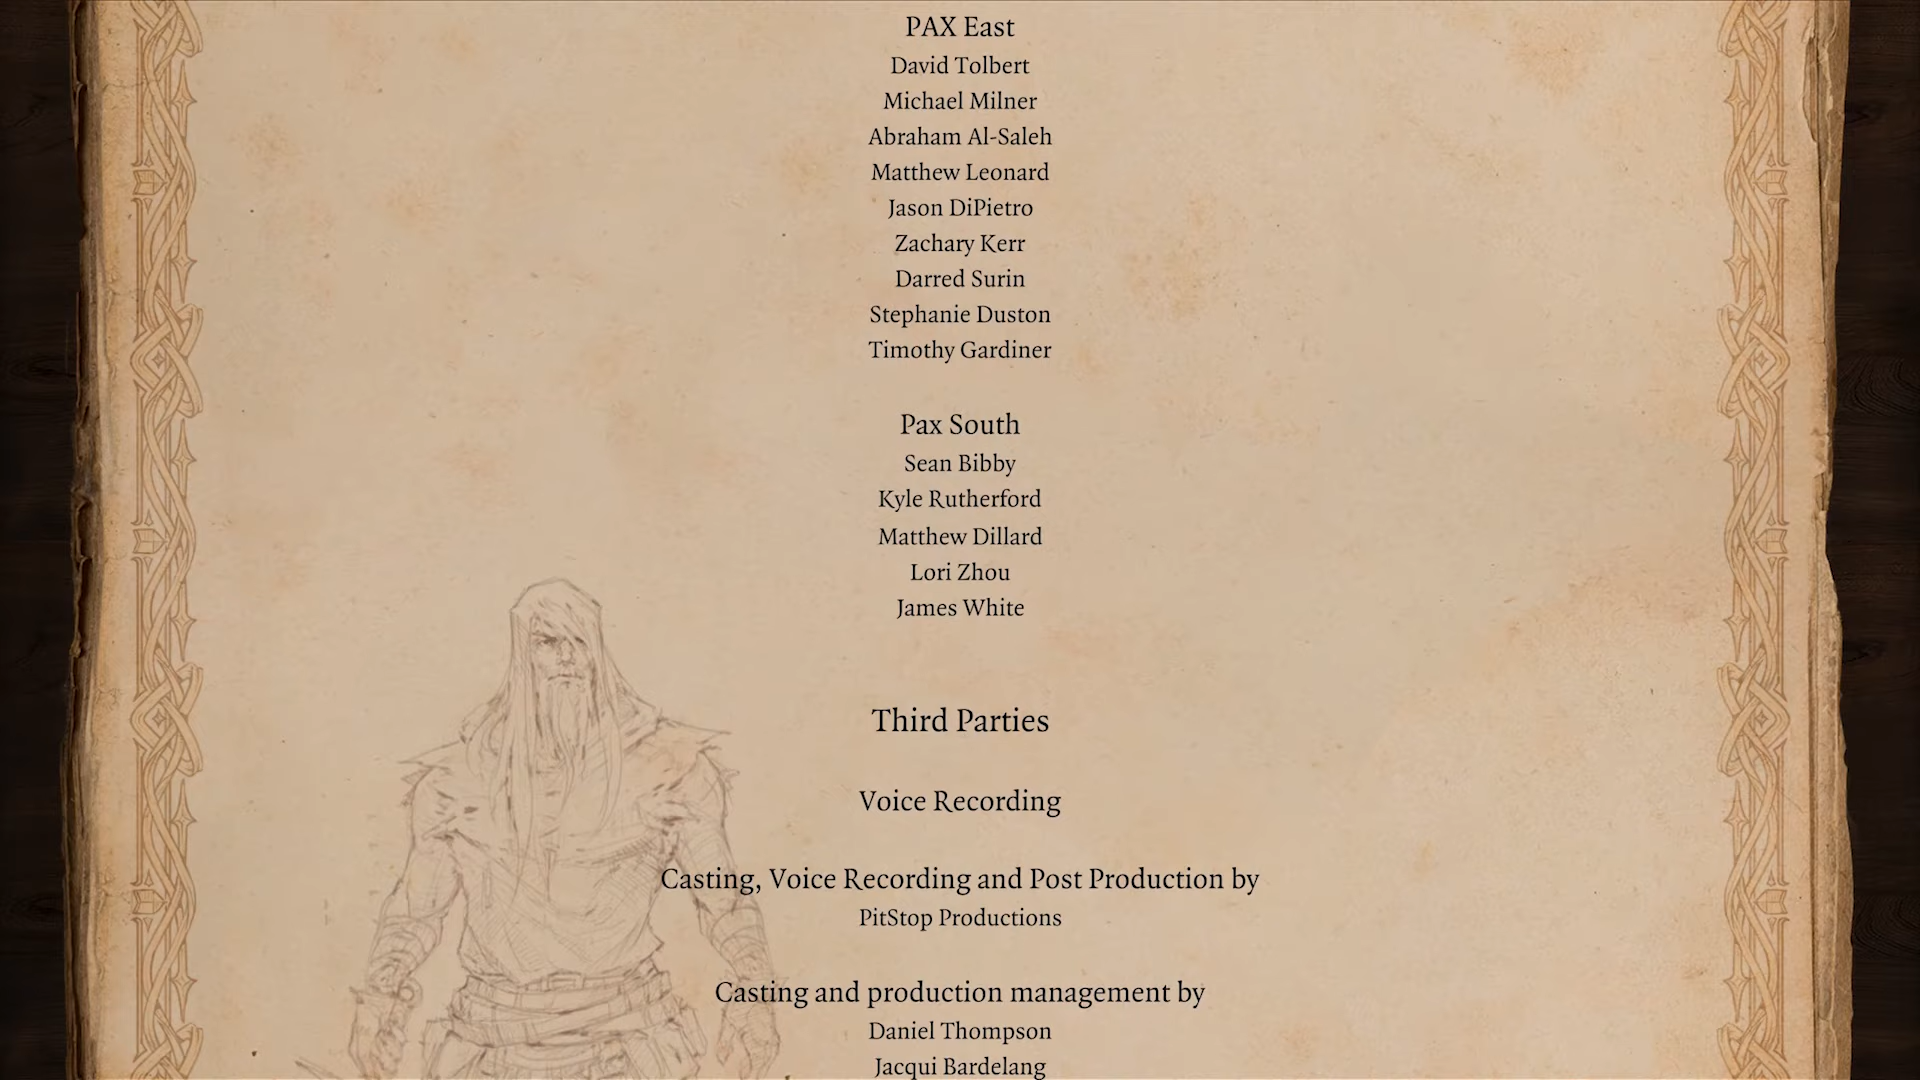 PAX East
David Tolbert
Michael Milner
Abraham Al-Saleh
Matthew Leonard
Jason DiPietro
Zachary Kerr
Darred Surin
Stephanie Duston
Timothy Gardiner
Pax South
Sean Bibby
Kyle Rutherford
Matthew Dillard
Lori Zhou
James White
Third Parties
Voice Recording
Casting, Voice Recording and Post Production by
PitStop Productions
Casting and production management by
Daniel Thompson
Jacqui Bardelang